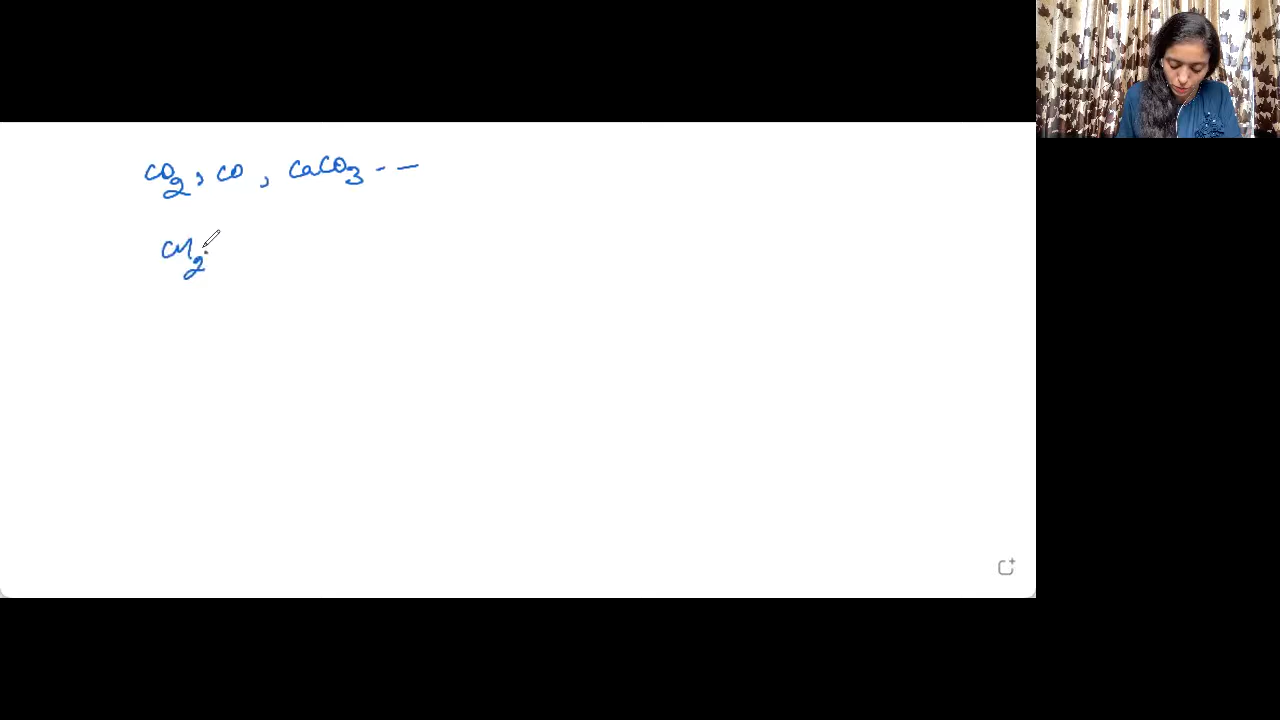 CO2, CO, CaCO3 - —
CH2